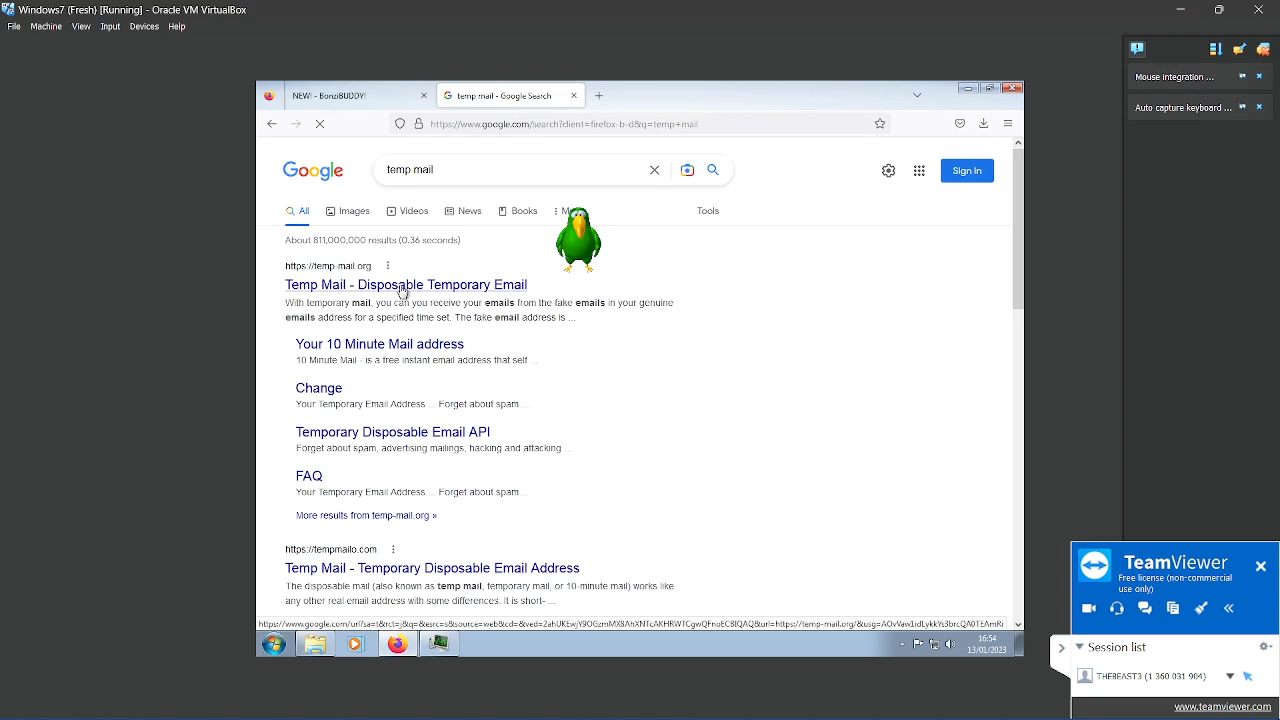 Windows7 (Fresh) [Running] - Oracle VM VirtualBox
File Machine View Input Devices Help
Mouse integration ...
Auto capture keyboard ...
NEW! - BonziBUDDY!
temp mail - Google Search
https://www.google.com/search?client=firefox-b-d&q=temp+mail
Google
temp mail
Sign in
All Images Videos News Books Tools
About 811,000,000 results (0.36 seconds)
https://temp-mail.org
Temp Mail - Disposable Temporary Email
With temporary mail, you can you receive your emails from the fake emails in your genuine
emails address for a specified time set. The fake email address is ...
Your 10 Minute Mail address
10 Minute Mail - is a free instant email address that self ...
Change
Your Temporary Email Address ... Forget about spam ...
Temporary Disposable Email API
Forget about spam, advertising mailings, hacking and attacking ...
FAQ
Your Temporary Email Address ... Forget about spam ...
More results from temp-mail.org »
https://tempmailo.com
Temp Mail - Temporary Disposable Email Address
The disposable mail (also known as temp mail, temporary mail, or 10-minute mail) works like
any other real email address with some differences. It is short- ...
16:54
13/01/2023
TeamViewer
Free license (non-commercial
use only)
Session list
THEBEAST3 (1 360 031 904)
www.teamviewer.com